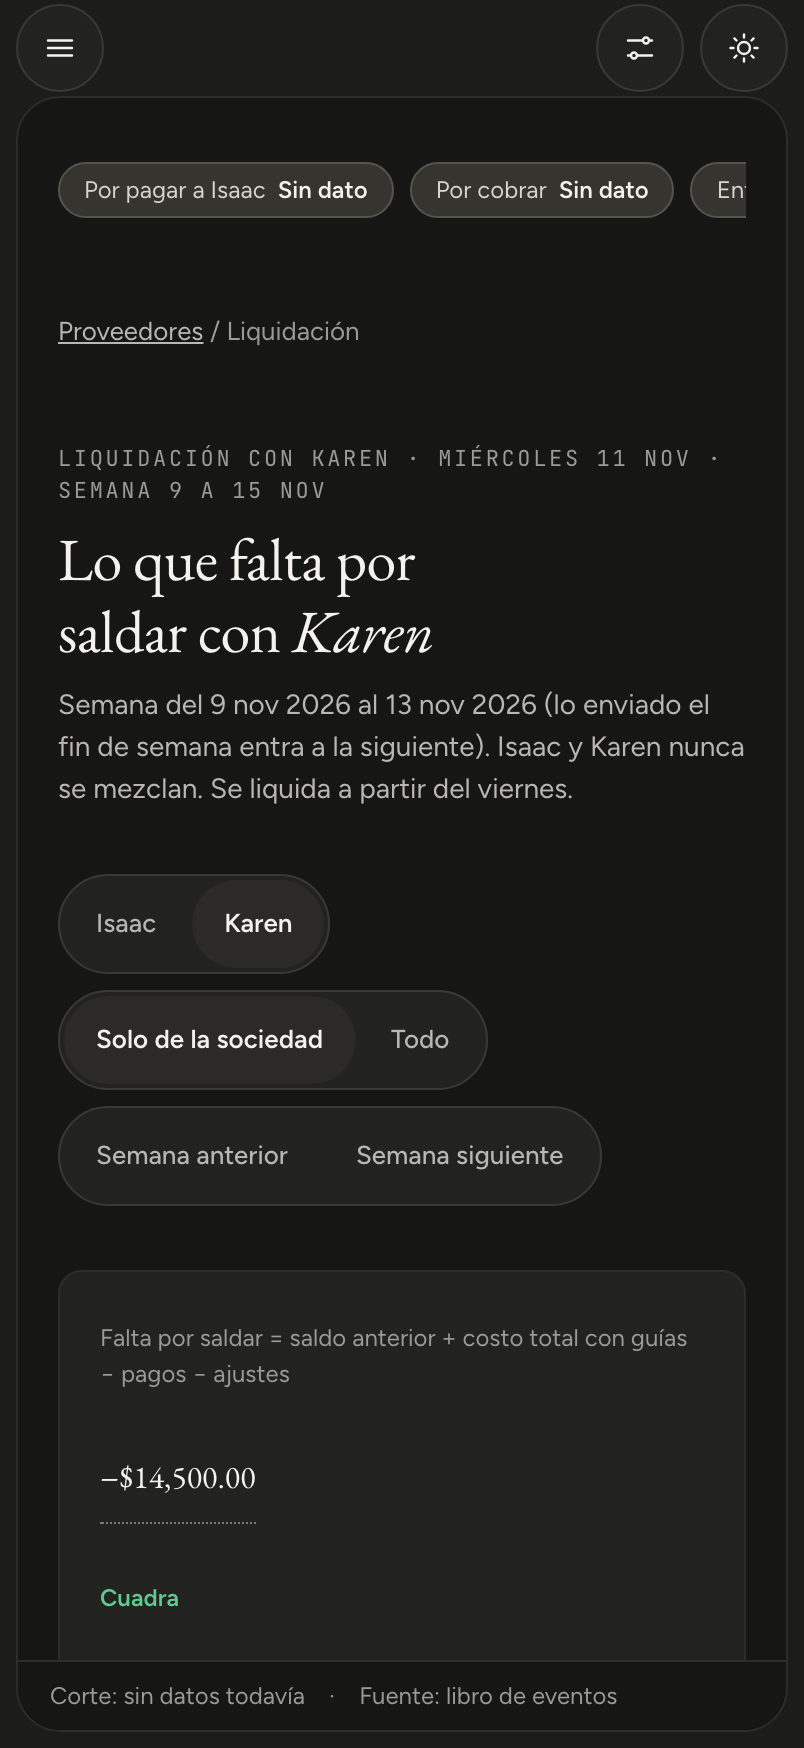 Por pagar a Isaac Sin dato
Por cobrar Sin dato
Proveedores / Liquidación
LIQUIDACIÓN CON KAREN · MIÉRCOLES 11 NOV ·
SEMANA 9 A 15 NOV
Lo que falta por
saldar con Karen
Semana del 9 nov 2026 al 13 nov 2026 (lo enviado el
fin de semana entra a la siguiente). Isaac y Karen nunca
se mezclan. Se liquida a partir del viernes.
Isaac Karen
Solo de la sociedad Todo
Semana anterior Semana siguiente
Falta por saldar = saldo anterior + costo total con guías
− pagos − ajustes
−$14,500.00
Cuadra
Corte: sin datos todavía · Fuente: libro de eventos